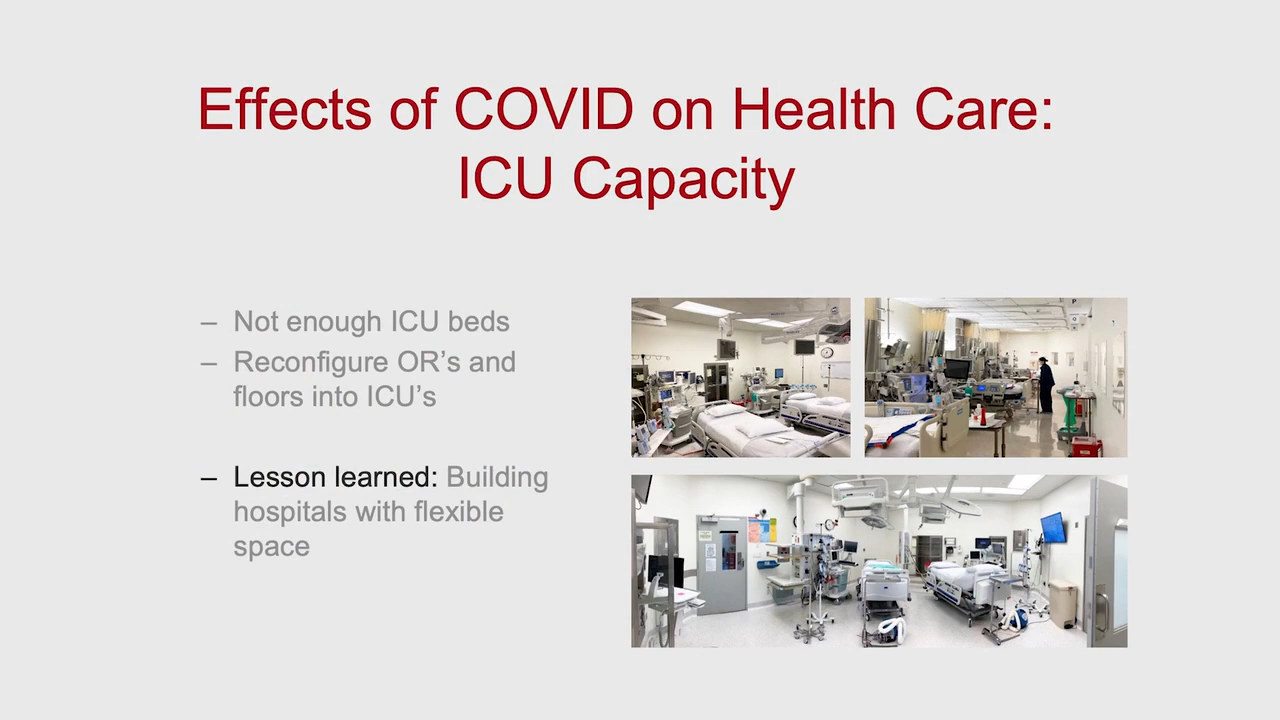 Effects of COVID on Health Care:
ICU Capacity
– Not enough ICU beds
– Reconfigure OR’s and
floors into ICU’s
– Lesson learned: Building
hospitals with flexible
space
P